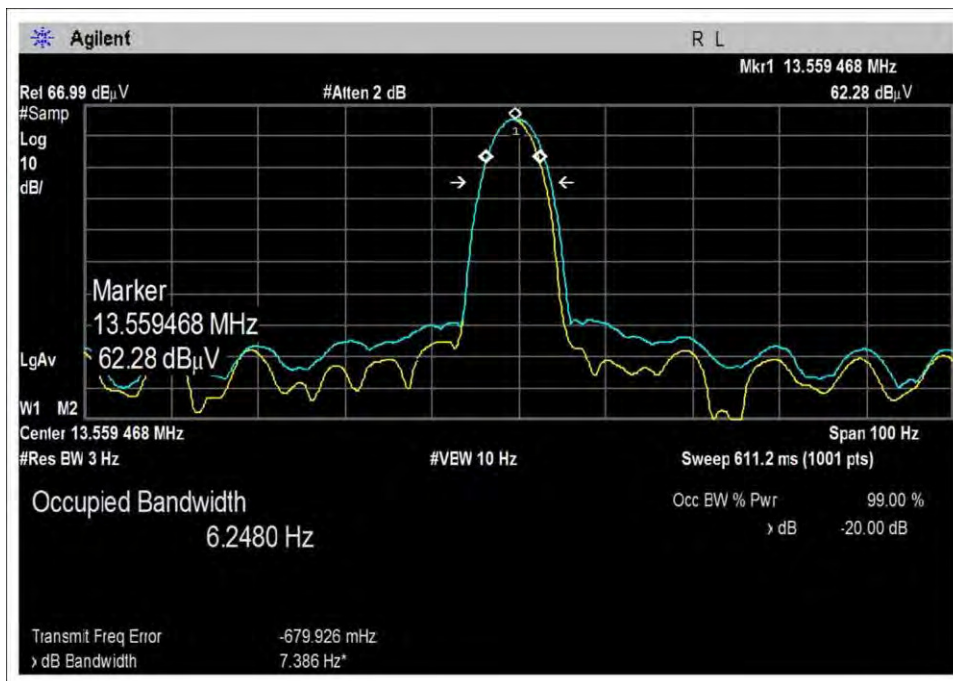 Agilent R L
Mkr1 13.559 468 MHz
Ref 66.99 dBµV #Atten 2 dB 62.28 dBµV
#Samp
Log
10
dB/
1
Marker
13.559468 MHz
62.28 dBµV
LgAv
W1 M2
Center 13.559 468 MHz Span 100 Hz
#Res BW 3 Hz #VEW 10 Hz Sweep 611.2 ms (1001 pts)
Occupied Bandwidth Occ BW % Pwr 99.00 %
6.2480 Hz x dB -20.00 dB
Transmit Freq Error -679.926 mHz
x dB Bandwidth 7.386 Hz*